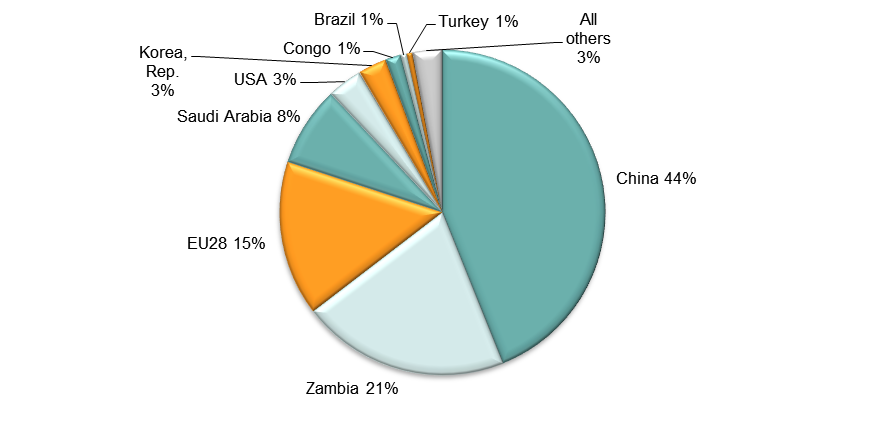 Brazil 1%
Turkey 1%
All
others
3%
Korea,
Rep.
3%
Congo 1%
USA 3%
Saudi Arabia 8%
China 44%
EU28 15%
Zambia 21%